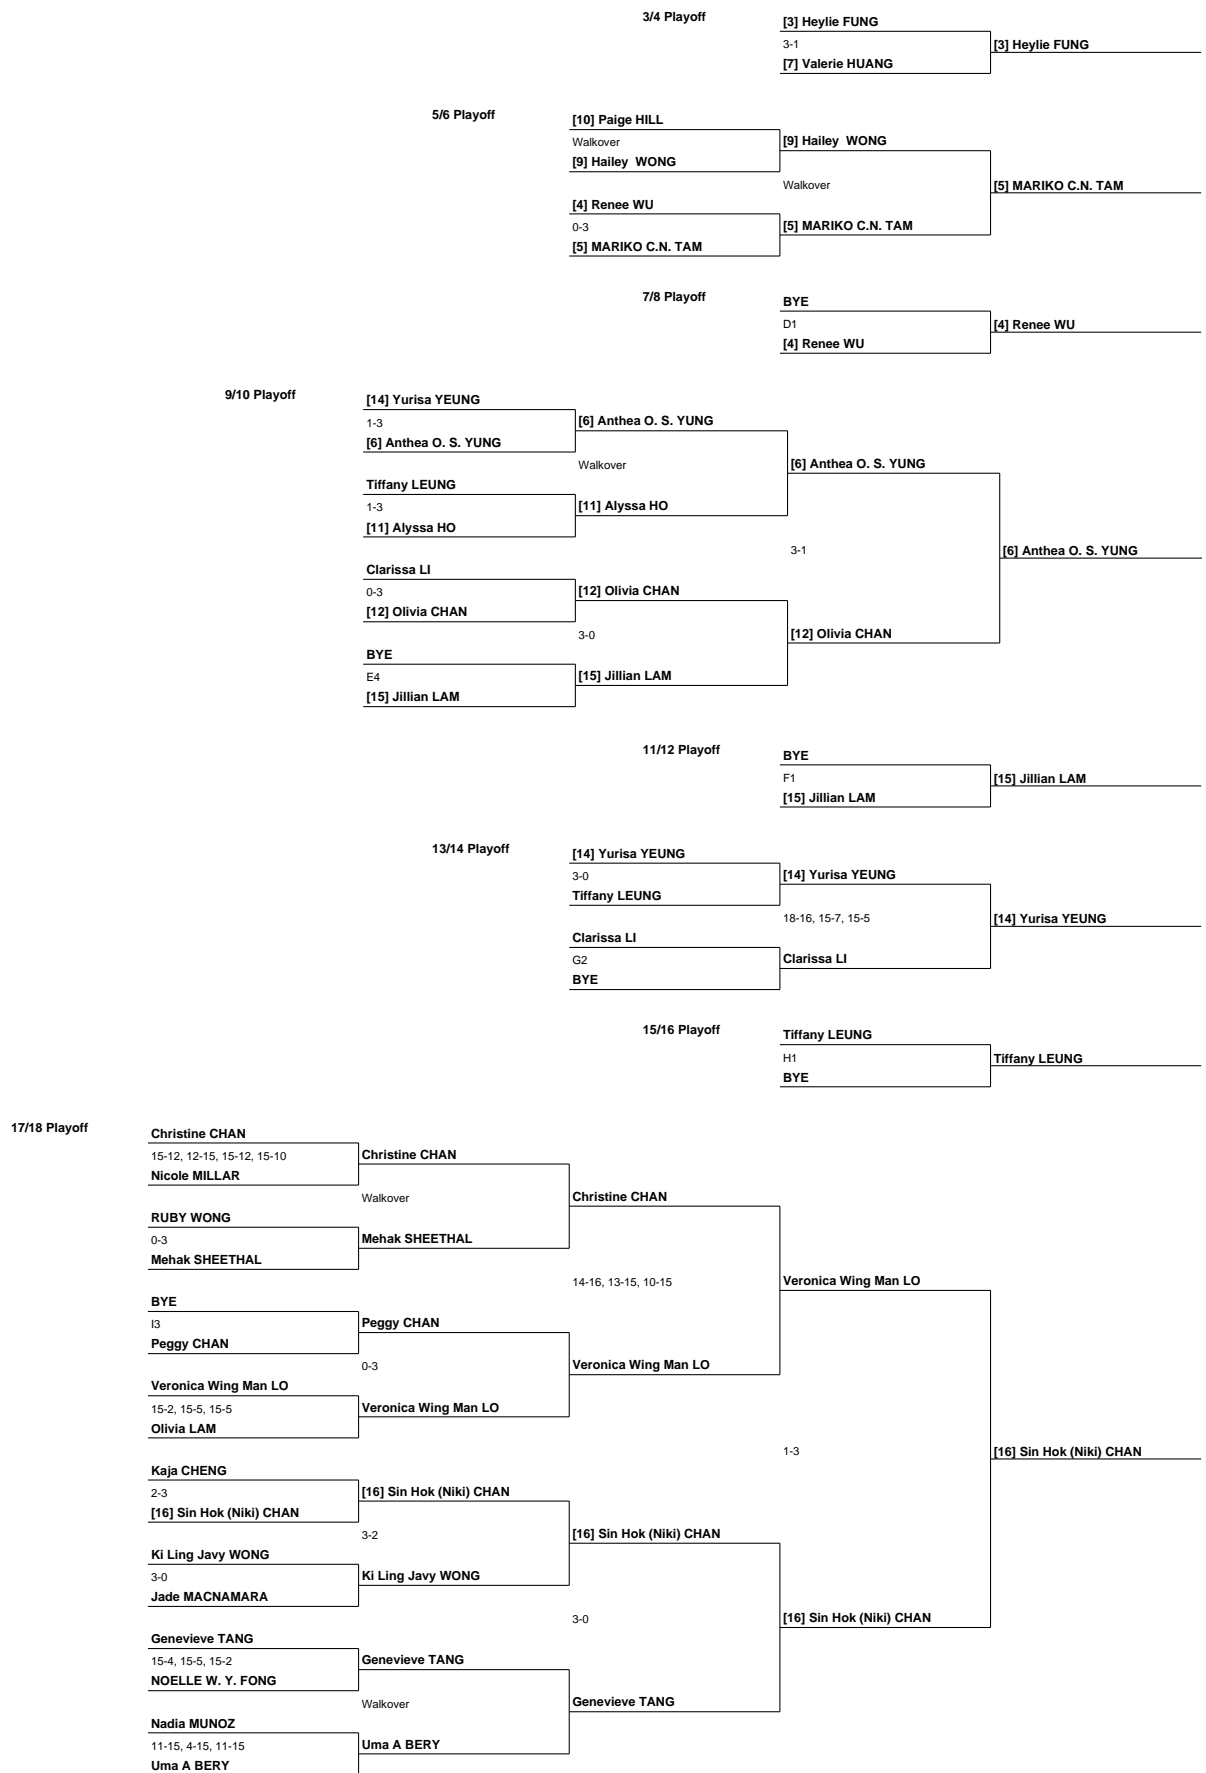 3/4 Playoff
[3] Heylie FUNG
3-1
[3] Heylie FUNG
[7] Valerie HUANG
5/6 Playoff
[10] Paige HILL
Walkover
[9] Hailey  WONG
[9] Hailey  WONG
Walkover
[5] MARIKO C.N. TAM
[4] Renee WU
0-3
[5] MARIKO C.N. TAM
[5] MARIKO C.N. TAM
7/8 Playoff
BYE
D1
[4] Renee WU
[4] Renee WU
9/10 Playoff
[14] Yurisa YEUNG
1-3
[6] Anthea O. S. YUNG
[6] Anthea O. S. YUNG
Walkover
[6] Anthea O. S. YUNG
Tiffany LEUNG
1-3
[11] Alyssa HO
[11] Alyssa HO
3-1
[6] Anthea O. S. YUNG
Clarissa LI
0-3
[12] Olivia CHAN
[12] Olivia CHAN
3-0
[12] Olivia CHAN
BYE
E4
[15] Jillian LAM
[15] Jillian LAM
11/12 Playoff
BYE
F1
[15] Jillian LAM
[15] Jillian LAM
13/14 Playoff
[14] Yurisa YEUNG
3-0
[14] Yurisa YEUNG
Tiffany LEUNG
18-16, 15-7, 15-5
[14] Yurisa YEUNG
Clarissa LI
G2
Clarissa LI
BYE
15/16 Playoff
Tiffany LEUNG
H1
Tiffany LEUNG
BYE
17/18 Playoff
Christine CHAN
15-12, 12-15, 15-12, 15-10
Christine CHAN
Nicole MILLAR
Walkover
Christine CHAN
RUBY WONG
0-3
Mehak SHEETHAL
Mehak SHEETHAL
14-16, 13-15, 10-15
Veronica Wing Man LO
BYE
I3
Peggy CHAN
Peggy CHAN
0-3
Veronica Wing Man LO
Veronica Wing Man LO
15-2, 15-5, 15-5
Veronica Wing Man LO
Olivia LAM
1-3
[16] Sin Hok (Niki) CHAN
Kaja CHENG
2-3
[16] Sin Hok (Niki) CHAN
[16] Sin Hok (Niki) CHAN
3-2
[16] Sin Hok (Niki) CHAN
Ki Ling Javy WONG
3-0
Ki Ling Javy WONG
Jade MACNAMARA
3-0
[16] Sin Hok (Niki) CHAN
Genevieve TANG
15-4, 15-5, 15-2
Genevieve TANG
NOELLE W. Y. FONG
Walkover
Genevieve TANG
Nadia MUNOZ
11-15, 4-15, 11-15
Uma A BERY
Uma A BERY